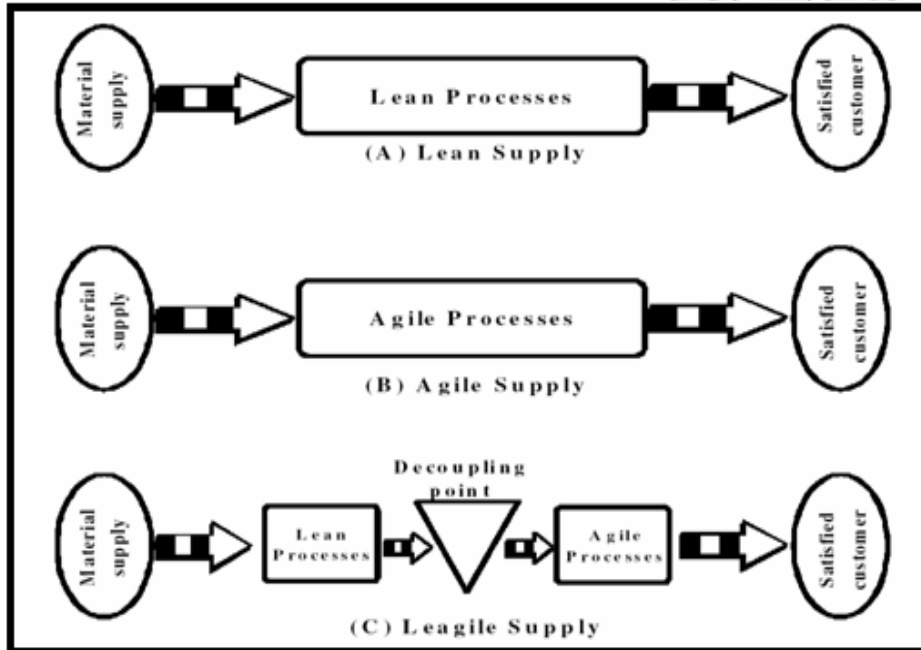 Material
supply
Lean Processes
Satisfied
customer
(A) Lean Supply
Material
supply
Agile Processes
Satisfied
customer
(B) Agile Supply
Decoupling
point
Material
supply
Lean
Processes
Agile
Processes
Satisfied
customer
(C) Leagile Supply